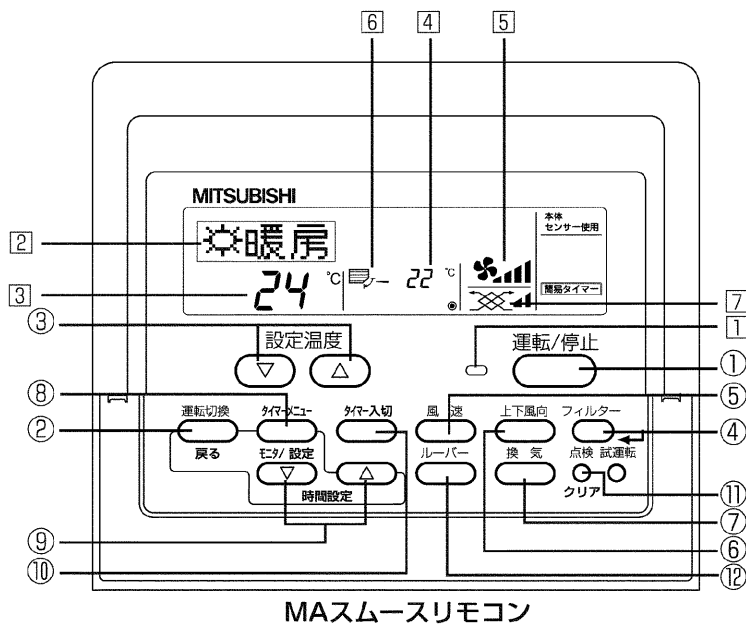 6 4 5
MITSUBISHI
本体
センサー使用
2 ☼暖房
3 24 ℃ 22 ℃
簡易タイマー
7
1
③ 設定温度 運転/停止 ①
▽ △
⑧ ⑤
運転切換 タイマーメニュー タイマー入切 風 速 上下風向 フィルター
② ④
戻る モニタ/設定 ルーバー 換 気 点検 試運転
▽ △
時間設定 クリア ⑪
⑦
⑨ ⑥
⑩ ⑫
MAスムースリモコン